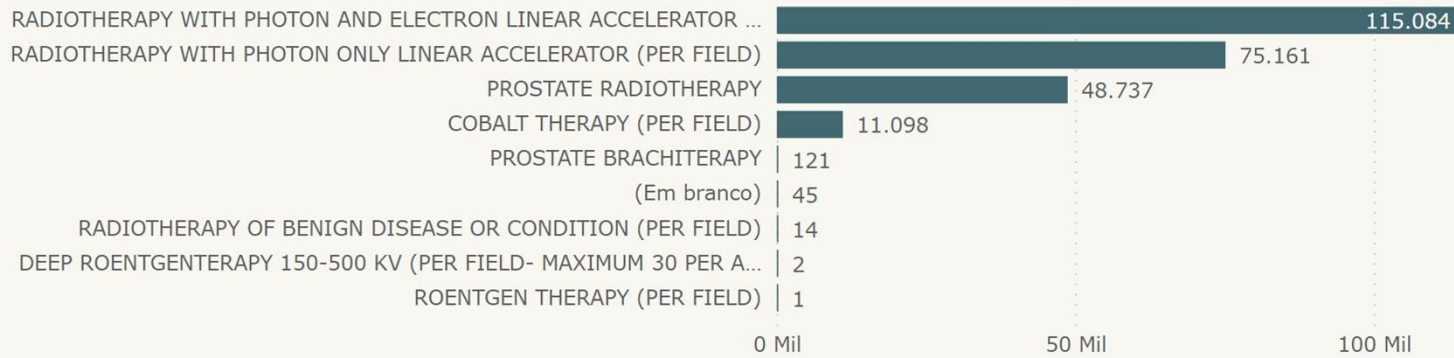 RADIOTHERAPY WITH PHOTON AND ELECTRON LINEAR ACCELERATOR ... 115.084
RADIOTHERAPY WITH PHOTON ONLY LINEAR ACCELERATOR (PER FIELD) 75.161
PROSTATE RADIOTHERAPY 48.737
COBALT THERAPY (PER FIELD) 11.098
PROSTATE BRACHITERAPY 121
(Em branco) 45
RADIOTHERAPY OF BENIGN DISEASE OR CONDITION (PER FIELD) 14
DEEP ROENTGENTERAPY 150-500 KV (PER FIELD- MAXIMUM 30 PER A... 2
ROENTGEN THERAPY (PER FIELD) 1
0 Mil 50 Mil 100 Mil